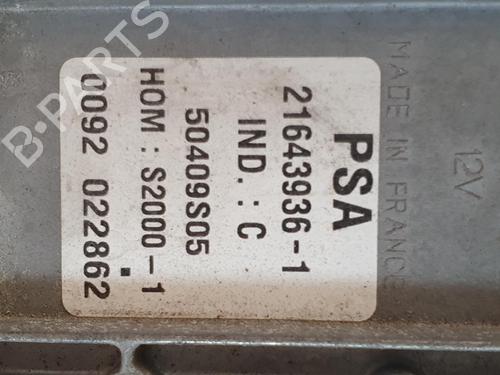 PSA
21643936-1
IND.: C
50409S05
HOM : S2000-1
0092 022862
MADE IN FRANCE
12V
B-PARTS